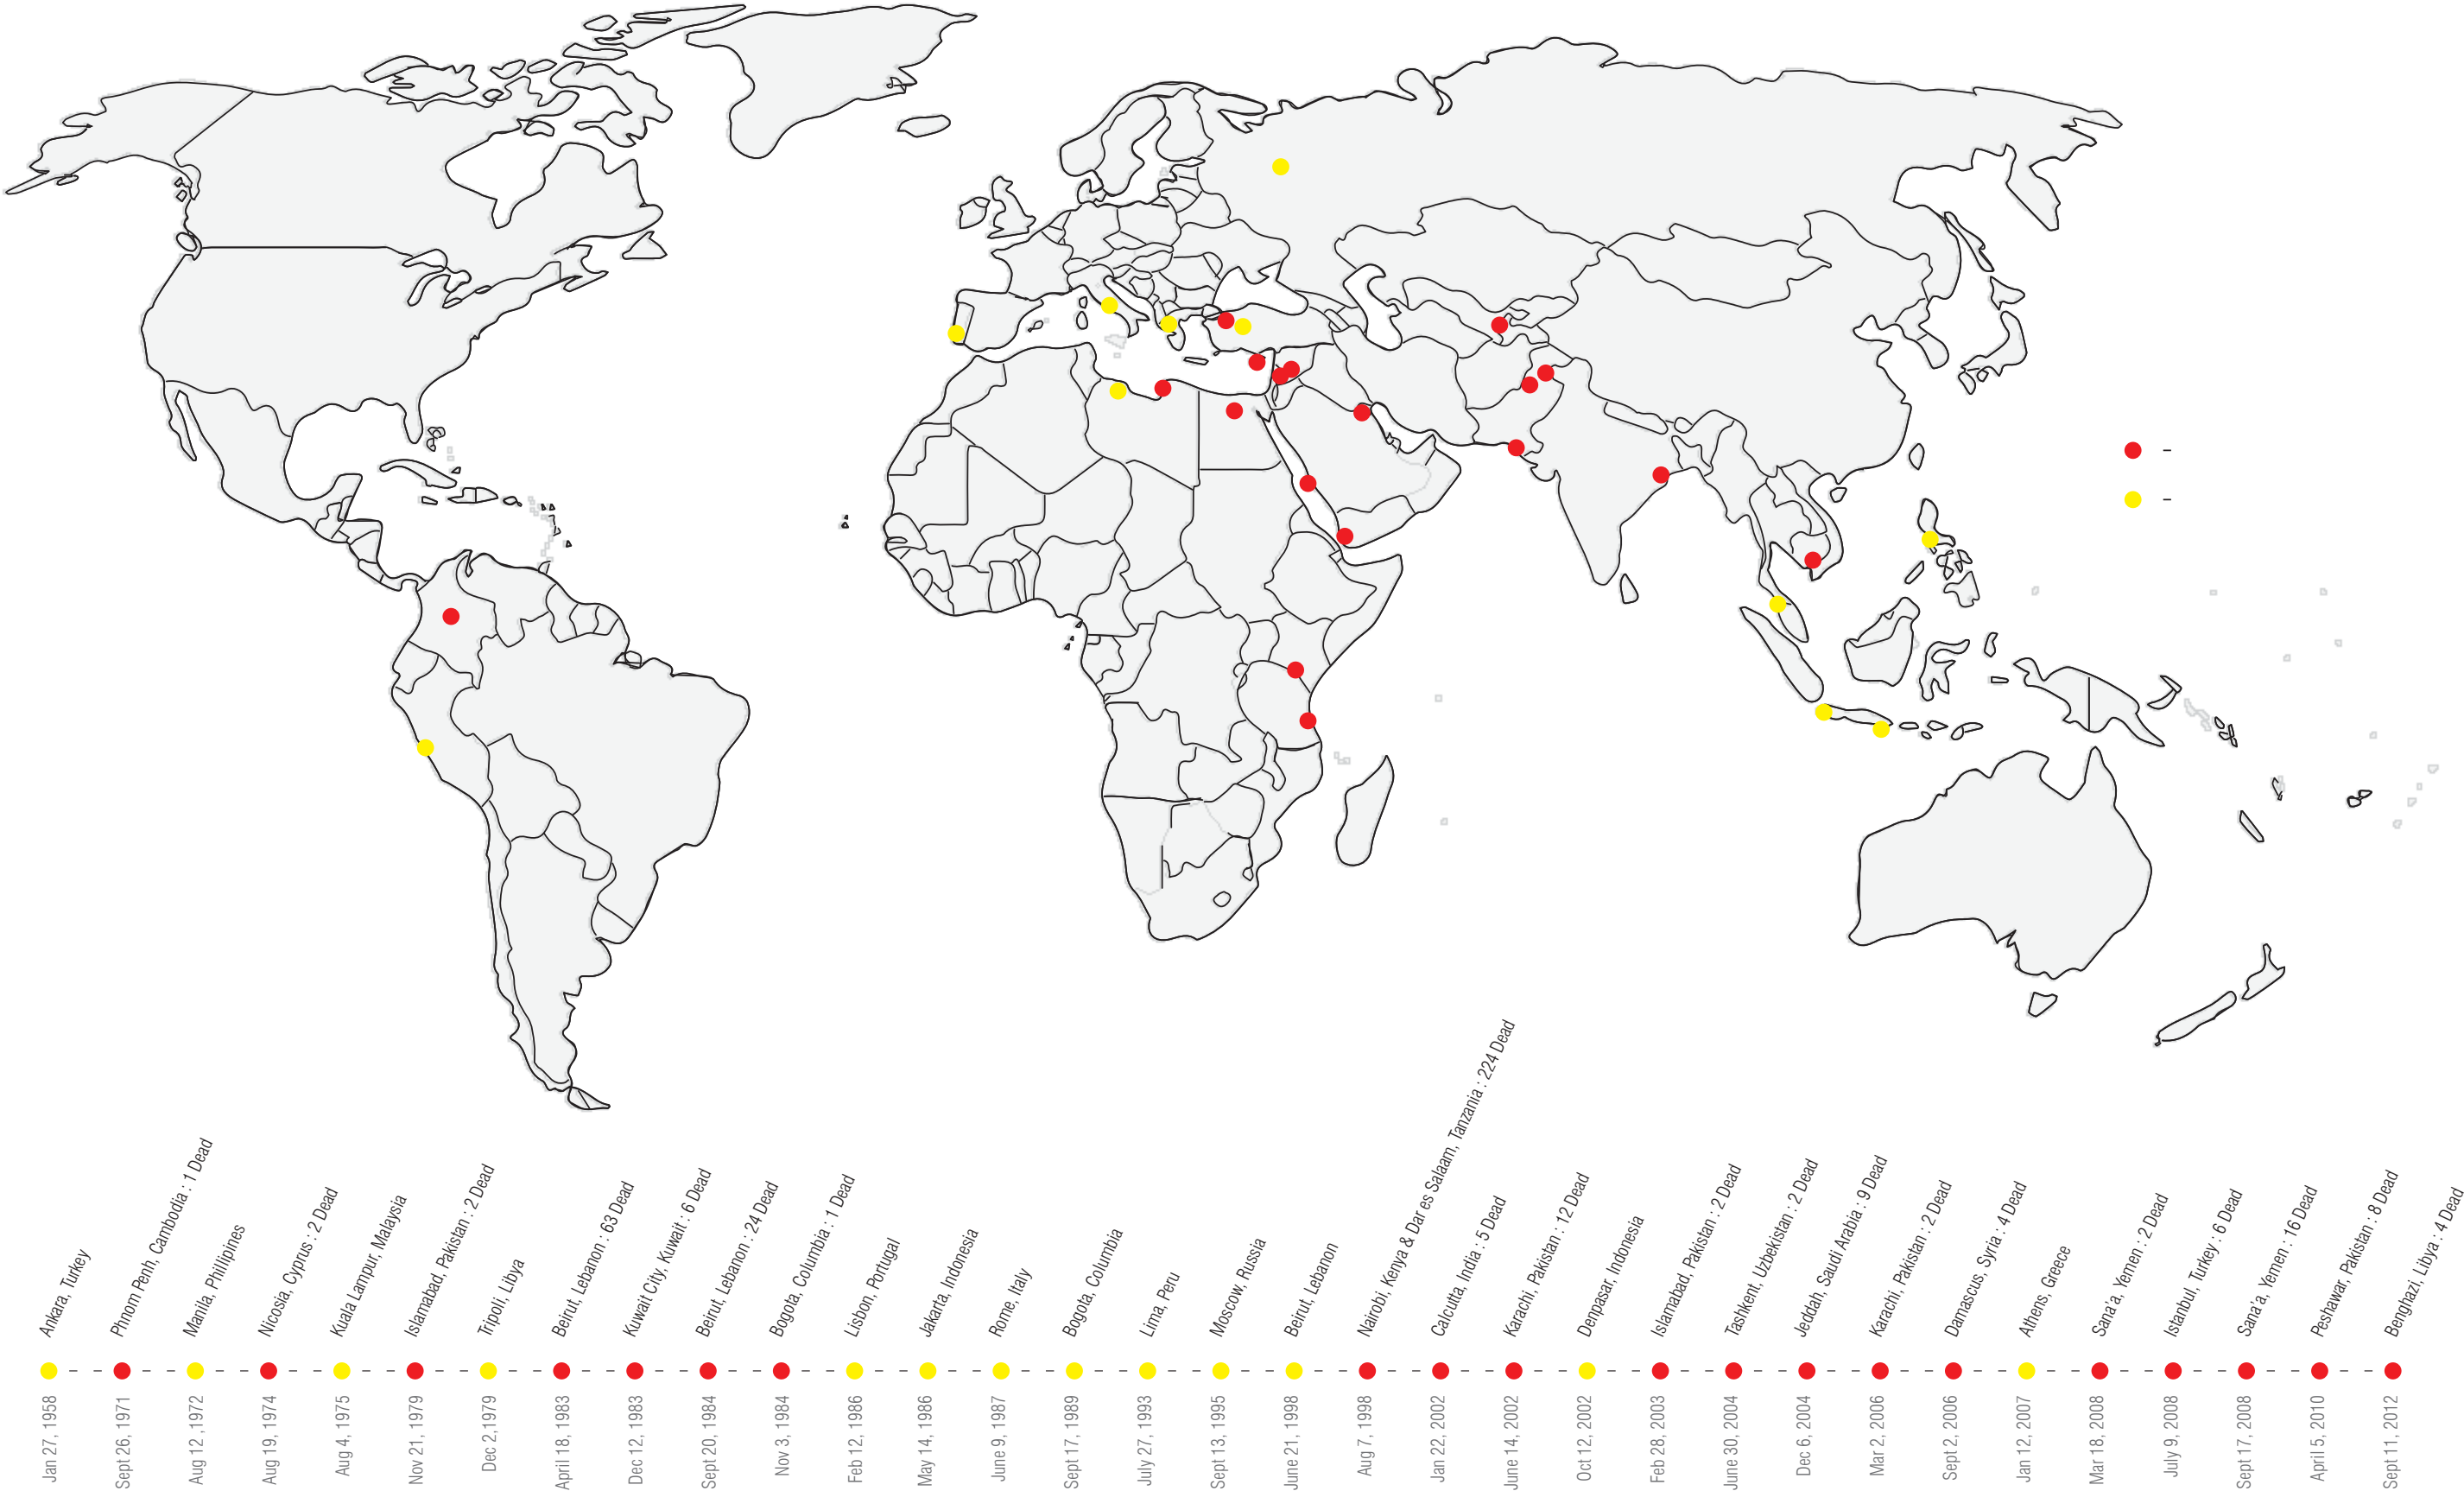 Ankara, Turkey
Phnom Penh, Cambodia : 1 Dead
Manila, Phillipines
Nicosia, Cyprus : 2 Dead
Kuala Lampur, Malaysia
Islamabad, Pakistan : 2 Dead
Tripoli, Libya
Beirut, Lebanon : 63 Dead
Kuwait City, Kuwait : 6 Dead
Beirut, Lebanon : 24 Dead
Bogota, Columbia : 1 Dead
Lisbon, Portugal
Jakarta, Indonesia
Rome, Italy
Bogota, Columbia
Lima, Peru
Moscow, Russia
Beirut, Lebanon
Nairobi, Kenya & Dar es Salaam, Tanzania : 224 Dead
Calcutta, India : 5 Dead
Karachi, Pakistan : 12 Dead
Denpasar, Indonesia
Islamabad, Pakistan : 2 Dead
Tashkent, Uzbekistan : 2 Dead
Jeddah, Saudi Arabia : 9 Dead
Karachi, Pakistan : 2 Dead
Damascus, Syria : 4 Dead
Athens, Greece
Sana'a, Yemen : 2 Dead
Istanbul, Turkey : 6 Dead
Sana'a, Yemen : 16 Dead
Peshawar, Pakistan : 8 Dead
Benghazi, Libya : 4 Dead
Jan 27, 1958
Sept 26, 1971
Aug 12 ,1972
Aug 19, 1974
Aug 4, 1975
Nov 21, 1979
Dec 2,1979
April 18, 1983
Dec 12, 1983
Sept 20, 1984
Nov 3, 1984
Feb 12, 1986
May 14, 1986
June 9, 1987
Sept 17, 1989
July 27, 1993
Sept 13, 1995
June 21, 1998
Aug 7, 1998
Jan 22, 2002
June 14, 2002
Oct 12, 2002
Feb 28, 2003
June 30, 2004
Dec 6, 2004
Mar 2, 2006
Sept 2, 2006
Jan 12, 2007
Mar 18, 2008
July 9, 2008
Sept 17, 2008
April 5, 2010
Sept 11, 2012